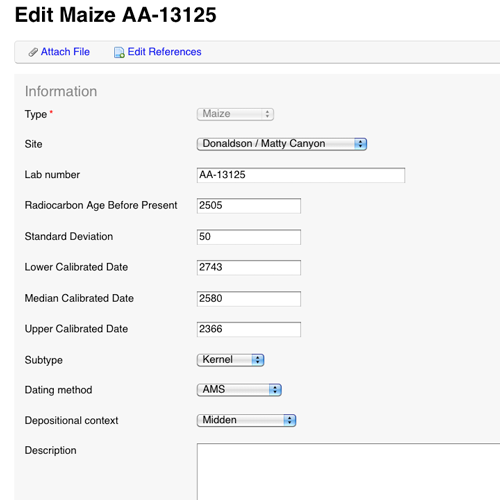 Edit Maize AA-13125
Attach File Edit References
Information
Type * Maize
Site Donaldson / Matty Canyon
Lab number AA-13125
Radiocarbon Age Before Present 2505
Standard Deviation 50
Lower Calibrated Date 2743
Median Calibrated Date 2580
Upper Calibrated Date 2366
Subtype Kernel
Dating method AMS
Depositional context Midden
Description